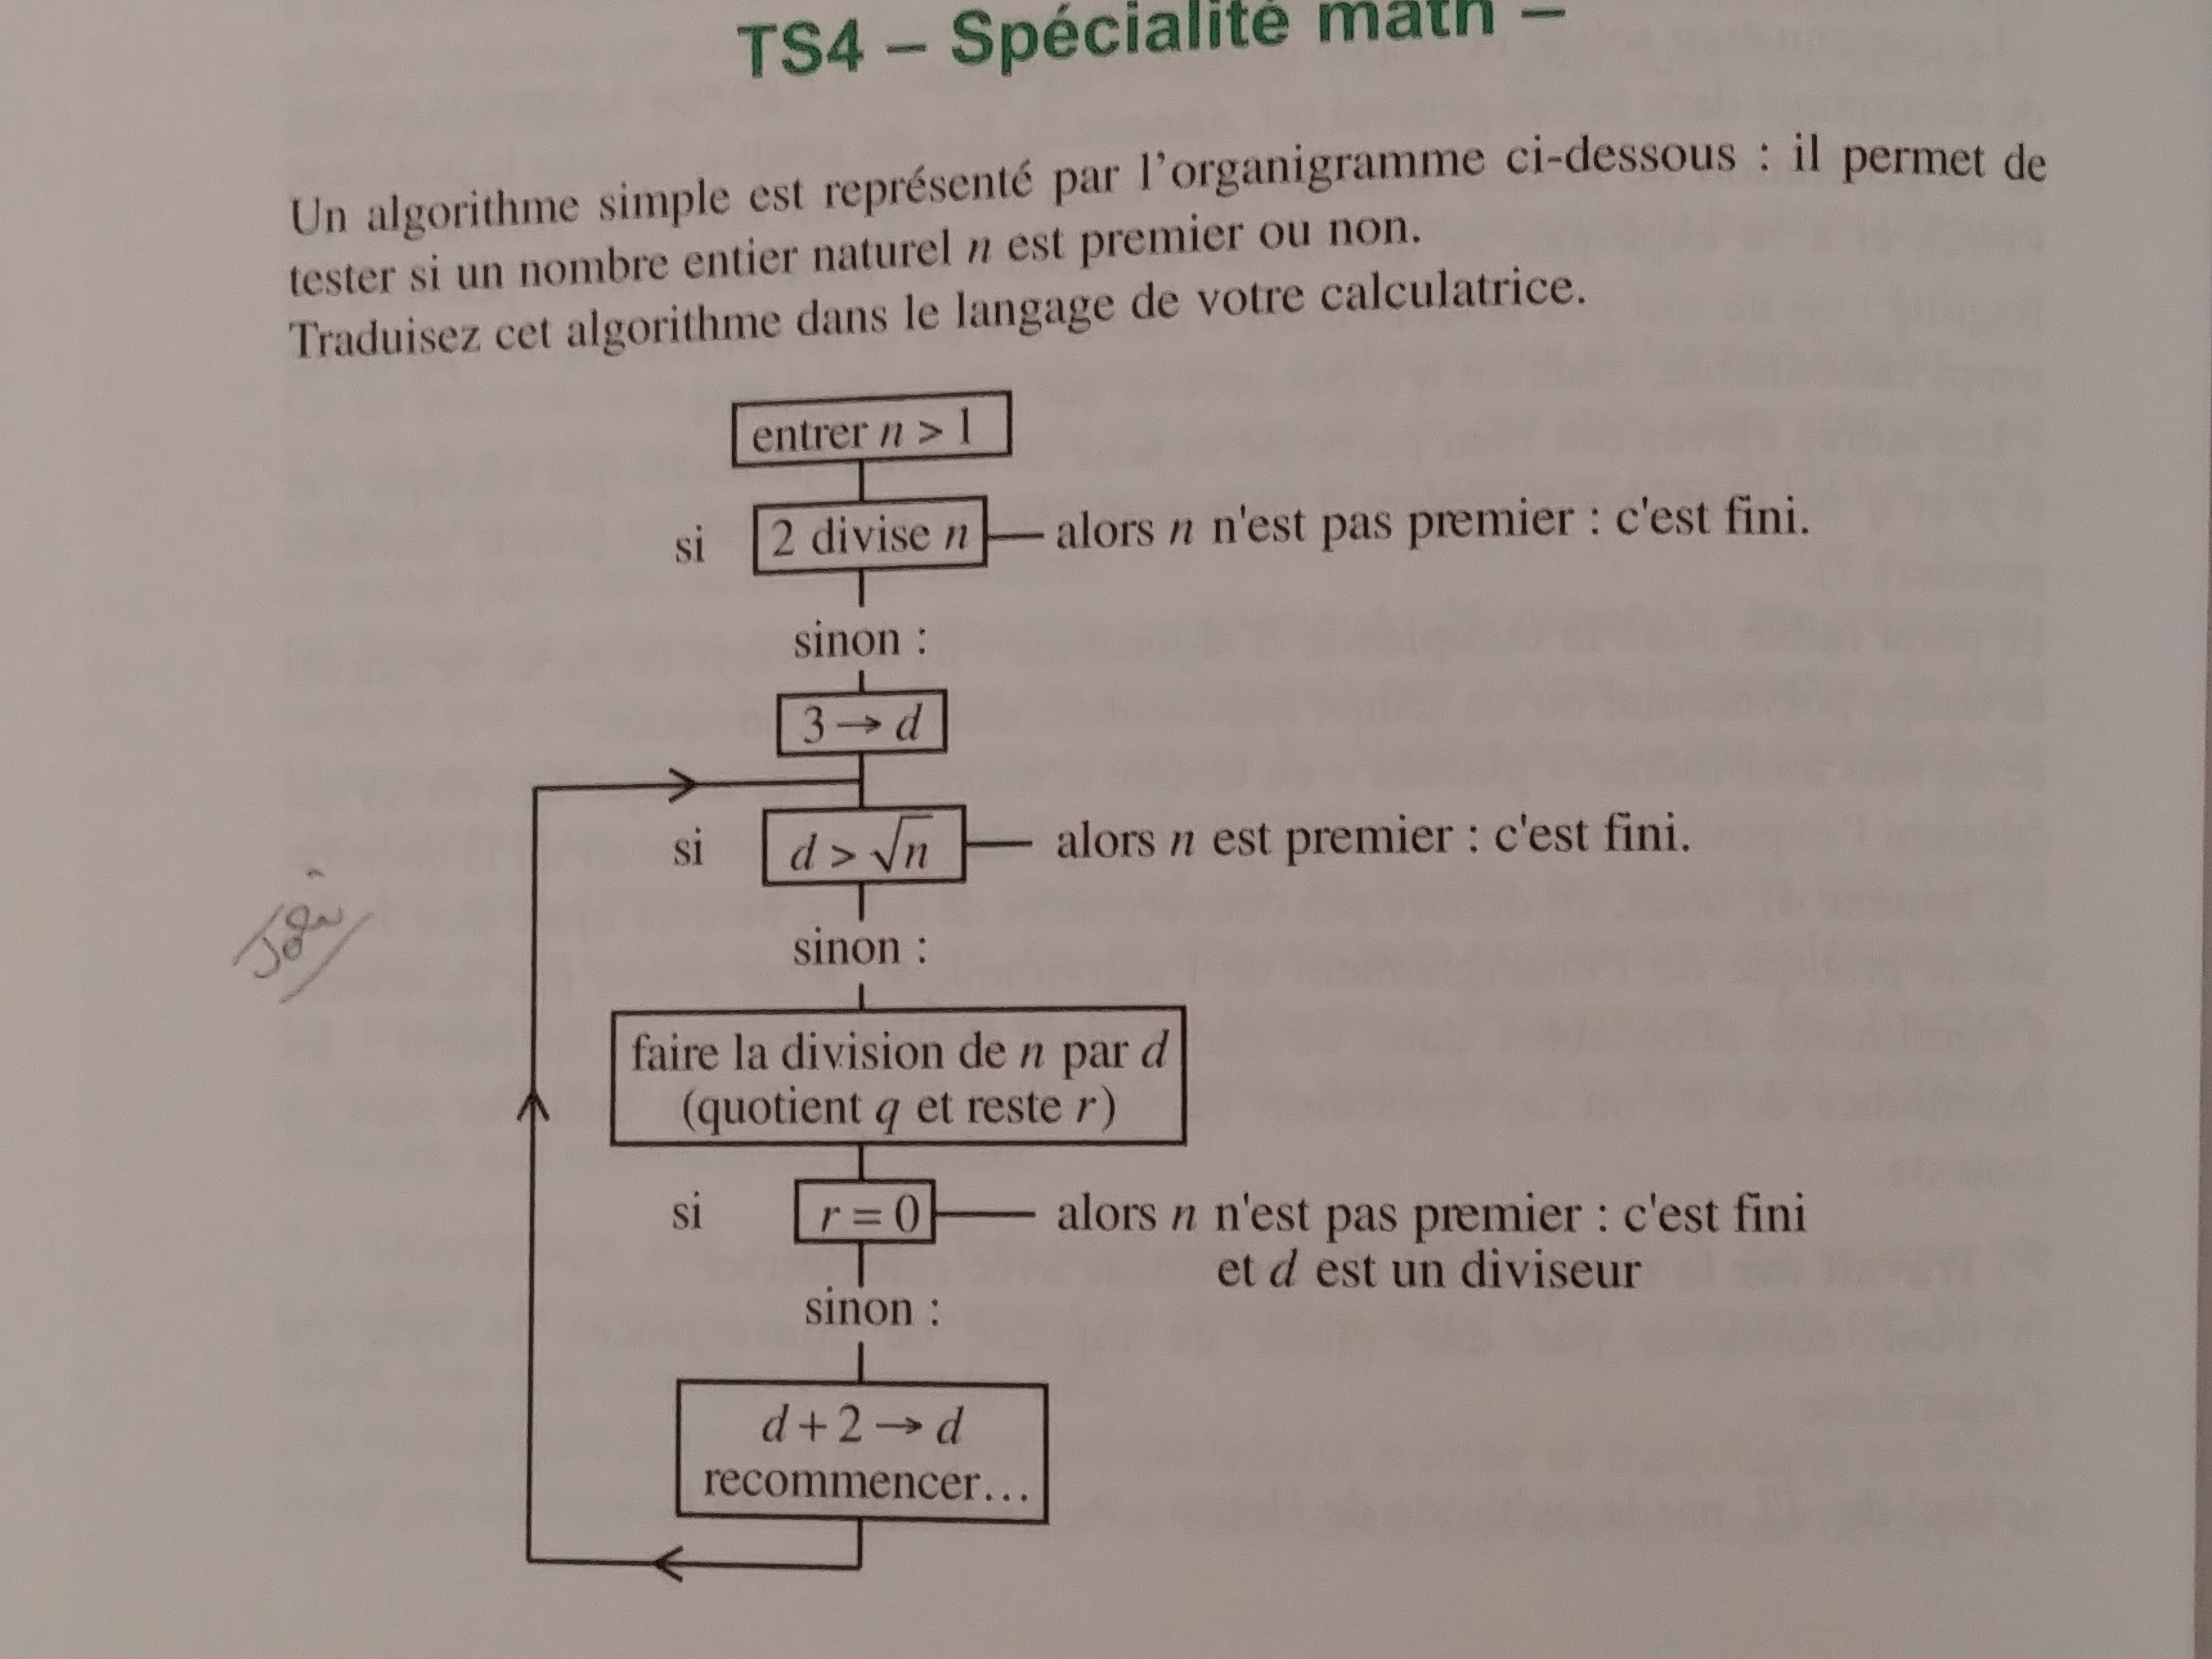 TS4 – Spécialité math –
Un algorithme simple est représenté par l'organigramme ci-dessous : il permet de
tester si un nombre entier naturel n est premier ou non.
Traduisez cet algorithme dans le langage de votre calculatrice.
entrer n > 1
si 2 divise n alors n n'est pas premier : c'est fini.
sinon :
3 → d
si d > √n alors n est premier : c'est fini.
sinon :
faire la division de n par d
(quotient q et reste r)
si r = 0 alors n n'est pas premier : c'est fini
et d est un diviseur
sinon :
d + 2 → d
recommencer...